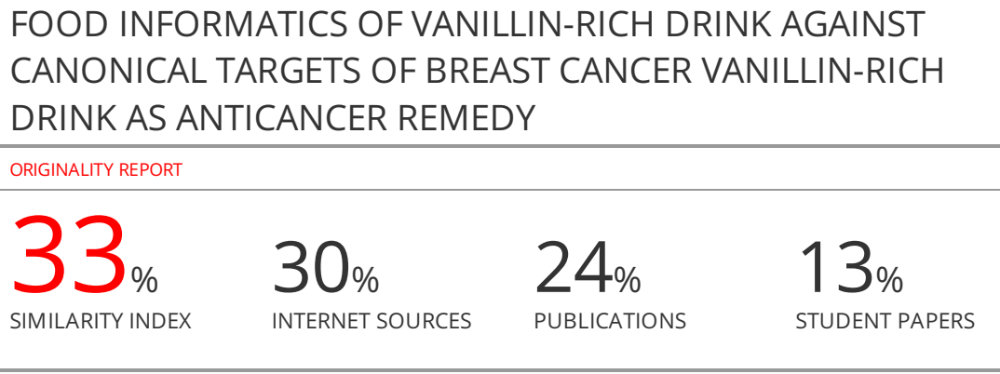 FOOD INFORMATICS OF VANILLIN-RICH DRINK AGAINST
CANONICAL TARGETS OF BREAST CANCER VANILLIN-RICH
DRINK AS ANTICANCER REMEDY
ORIGINALITY REPORT
33% 30% 24% 13%
SIMILARITY INDEX INTERNET SOURCES PUBLICATIONS STUDENT PAPERS